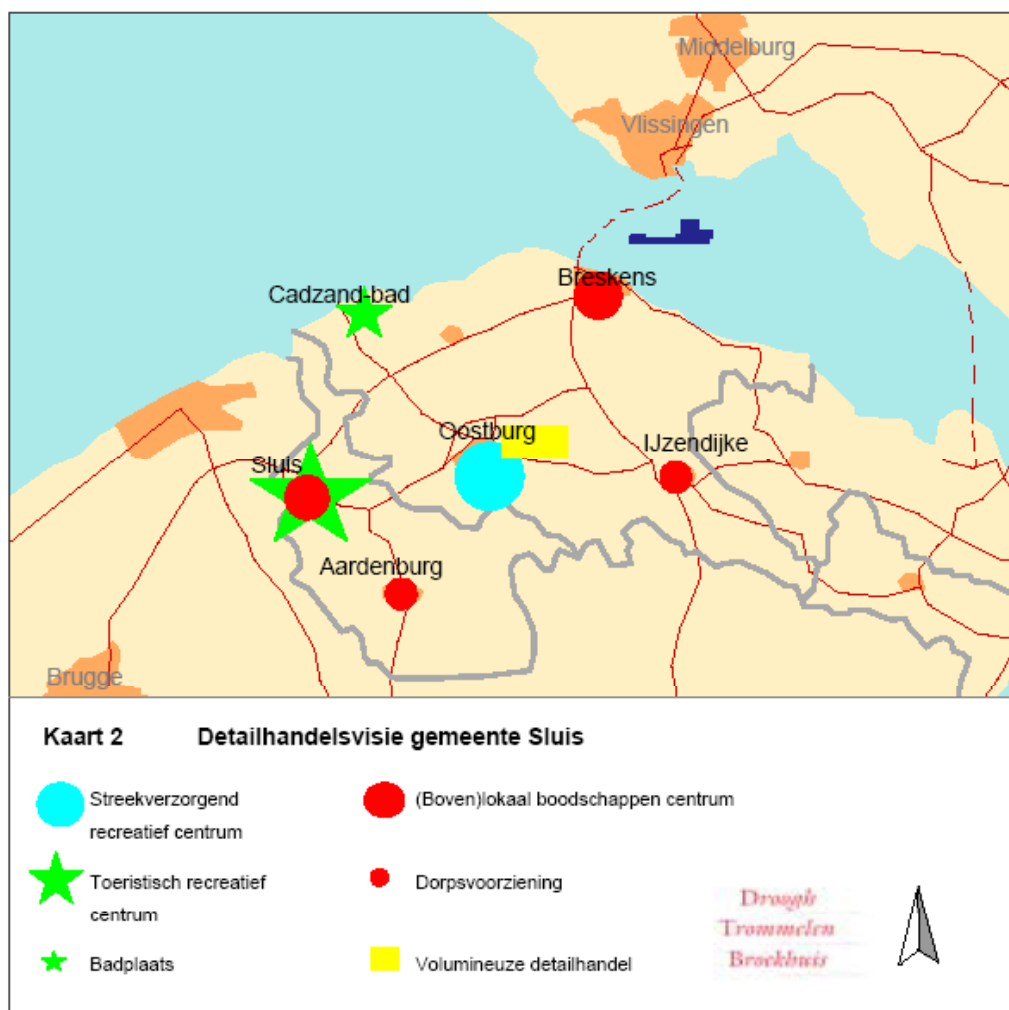 Middelburg
Vlissingen
Breskens
Cadzand-bad
Oostburg
IJzendijke
Sluis
Aardenburg
Brugge
Kaart 2 Detailhandelsvisie gemeente Sluis
Streekverzorgend
recreatief centrum
(Boven)lokaal boodschappen centrum
Toeristisch recreatief
centrum
Dorpsvoorziening
Badplaats
Volumineuze detailhandel
Drough
Trommelen
Broekhuis